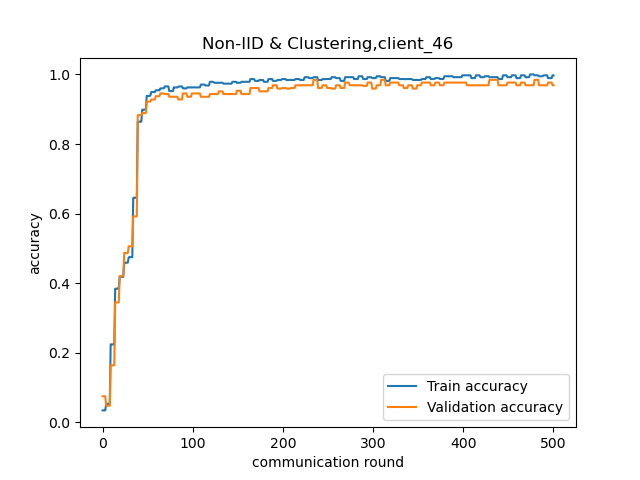 Non-IID & Clustering,client_46
1.0
0.8
0.6
0.4
0.2
0.0
accuracy
Train accuracy
Validation accuracy
0 100 200 300 400 500
communication round